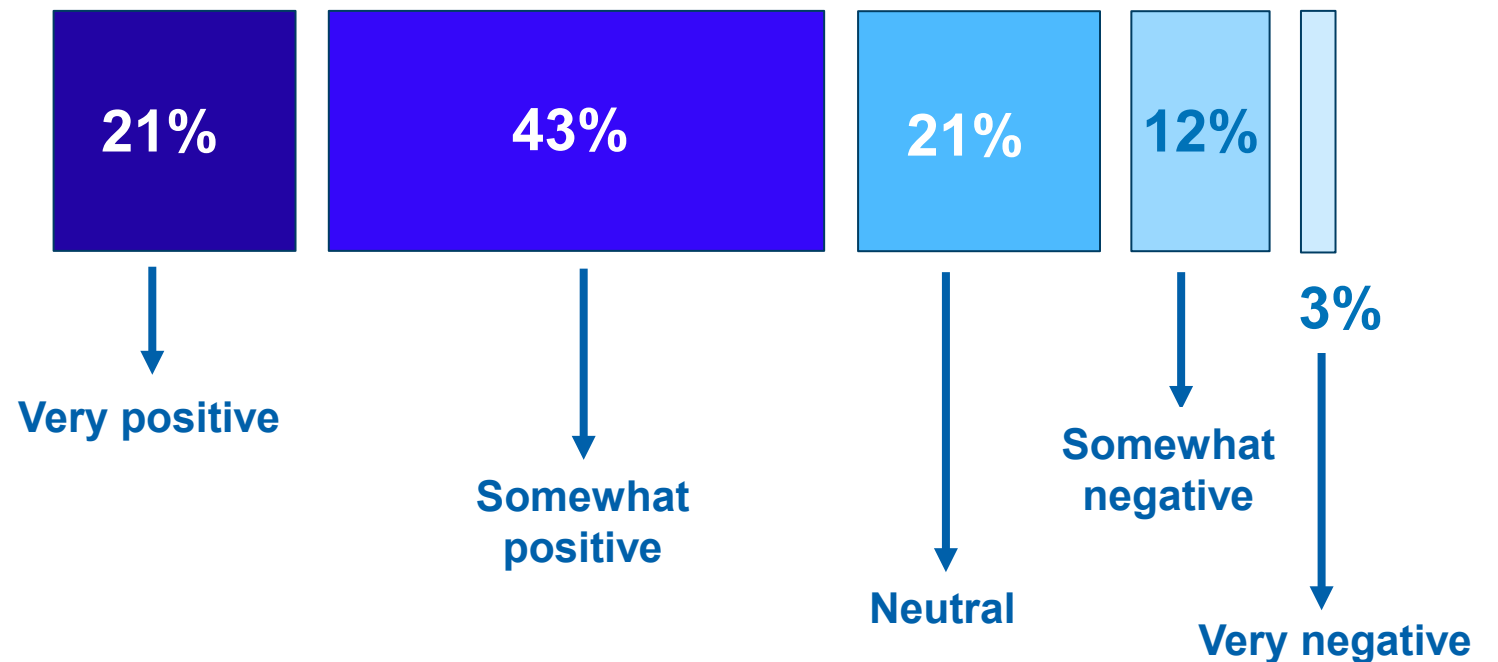 21%
43%
21%
12%
3%
Very positive
Somewhat
positive
Neutral
Somewhat
negative
Very negative